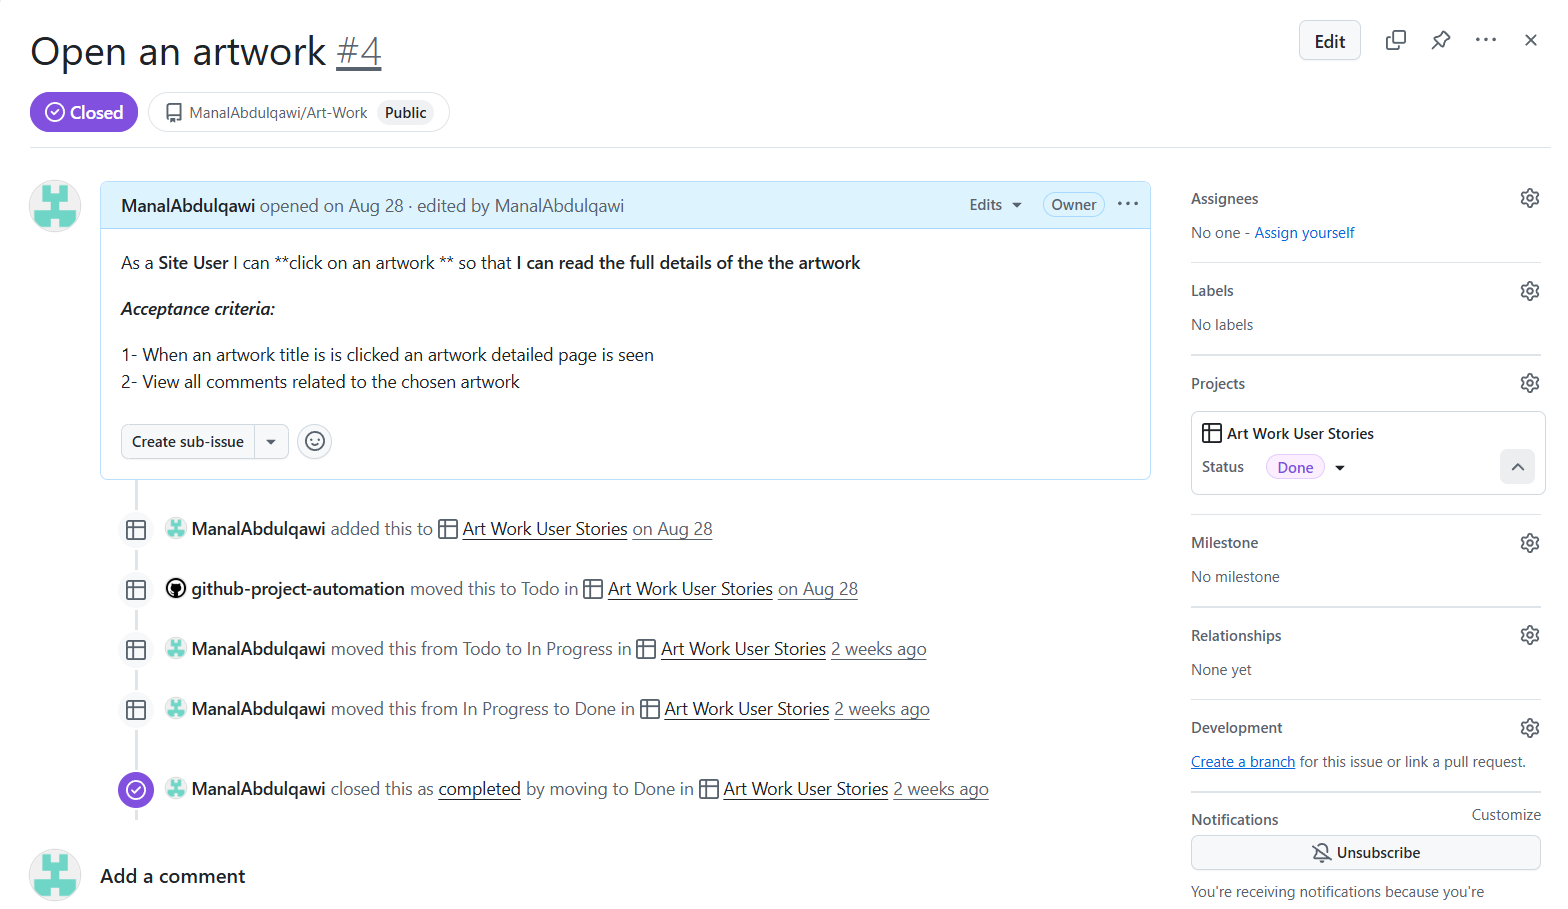 Open an artwork #4
Edit
Closed
ManalAbdulqawi/Art-Work Public
ManalAbdulqawi opened on Aug 28 · edited by ManalAbdulqawi
Edits
Owner
As a Site User I can **click on an artwork ** so that I can read the full details of the the artwork
Acceptance criteria:
1- When an artwork title is is clicked an artwork detailed page is seen
2- View all comments related to the chosen artwork
Create sub-issue
ManalAbdulqawi added this to Art Work User Stories on Aug 28
github-project-automation moved this to Todo in Art Work User Stories on Aug 28
ManalAbdulqawi moved this from Todo to In Progress in Art Work User Stories 2 weeks ago
ManalAbdulqawi moved this from In Progress to Done in Art Work User Stories 2 weeks ago
ManalAbdulqawi closed this as completed by moving to Done in Art Work User Stories 2 weeks ago
Add a comment
Assignees
No one - Assign yourself
Labels
No labels
Projects
Art Work User Stories
Status Done
Milestone
No milestone
Relationships
None yet
Development
Create a branch for this issue or link a pull request.
Notifications
Customize
Unsubscribe
You're receiving notifications because you're